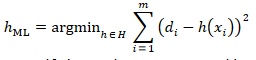 h_ML = argmin_{h ∈ H} ∑_{i=1}^{m} (d_i - h(x_i))^2